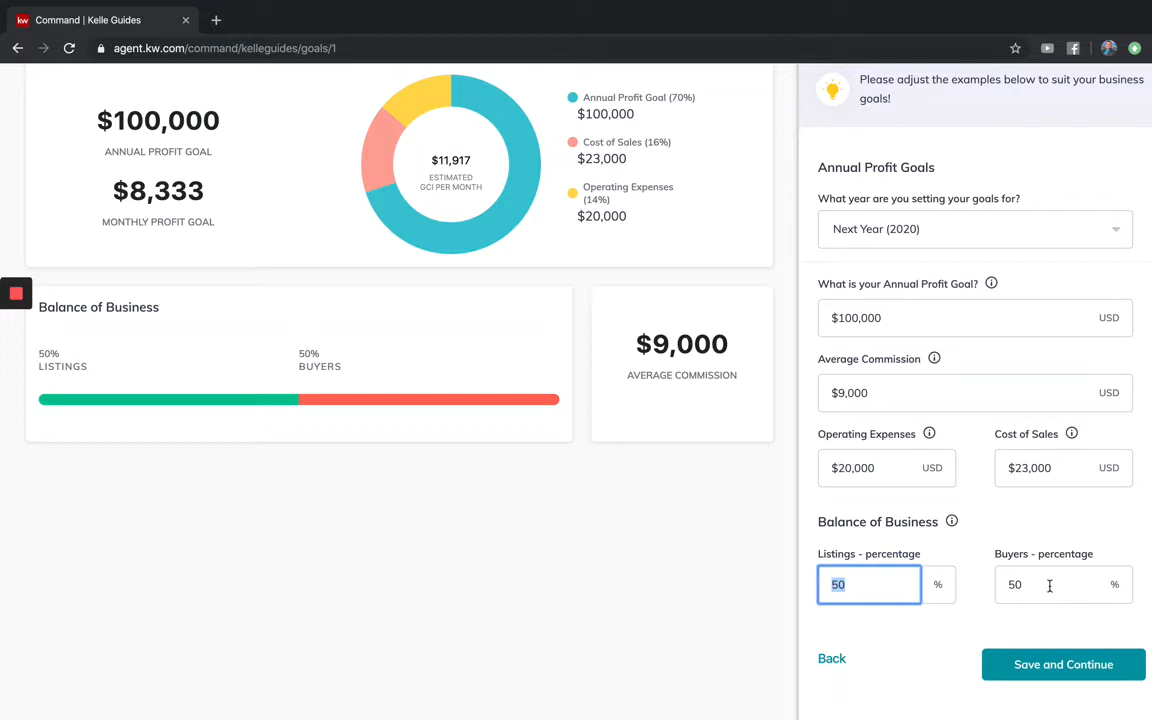 kw
Command | Kelle Guides
agent.kw.com/command/kelleguides/goals/1
$100,000
ANNUAL PROFIT GOAL
$8,333
MONTHLY PROFIT GOAL
$11,917
ESTIMATED
GCI PER MONTH
Annual Profit Goal (70%)
$100,000
Cost of Sales (16%)
$23,000
Operating Expenses
(14%)
$20,000
Balance of Business
50%
LISTINGS
50%
BUYERS
$9,000
AVERAGE COMMISSION
Please adjust the examples below to suit your business
goals!
Annual Profit Goals
What year are you setting your goals for?
Next Year (2020)
What is your Annual Profit Goal?
$100,000 USD
Average Commission
$9,000 USD
Operating Expenses
$20,000 USD
Cost of Sales
$23,000 USD
Balance of Business
Listings - percentage
50 %
Buyers - percentage
50 %
Back
Save and Continue